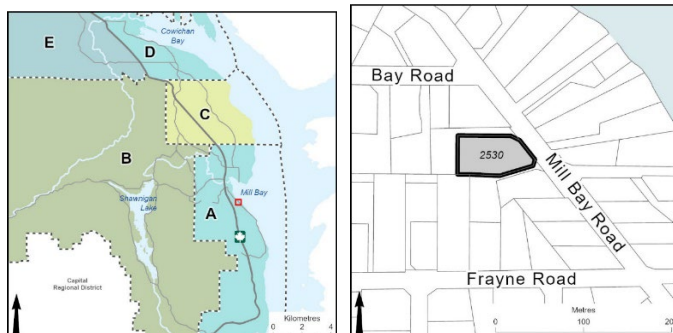 E
D
Cowichan
Bay
C
B
Shawnigan
Lake
A
Mill Bay
Capital
Regional District
Kilometres
0 2 4
Bay Road
2530
Mill Bay Road
Frayne Road
Metres
0 100